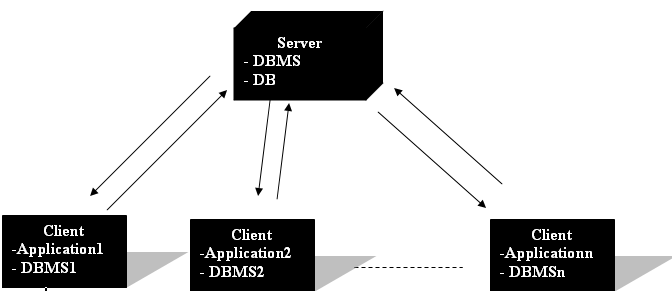 Server
- DBMS
- DB
Client
-Application1
- DBMS1
Client
-Application2
- DBMS2
Client
-Applicationn
- DBMSn